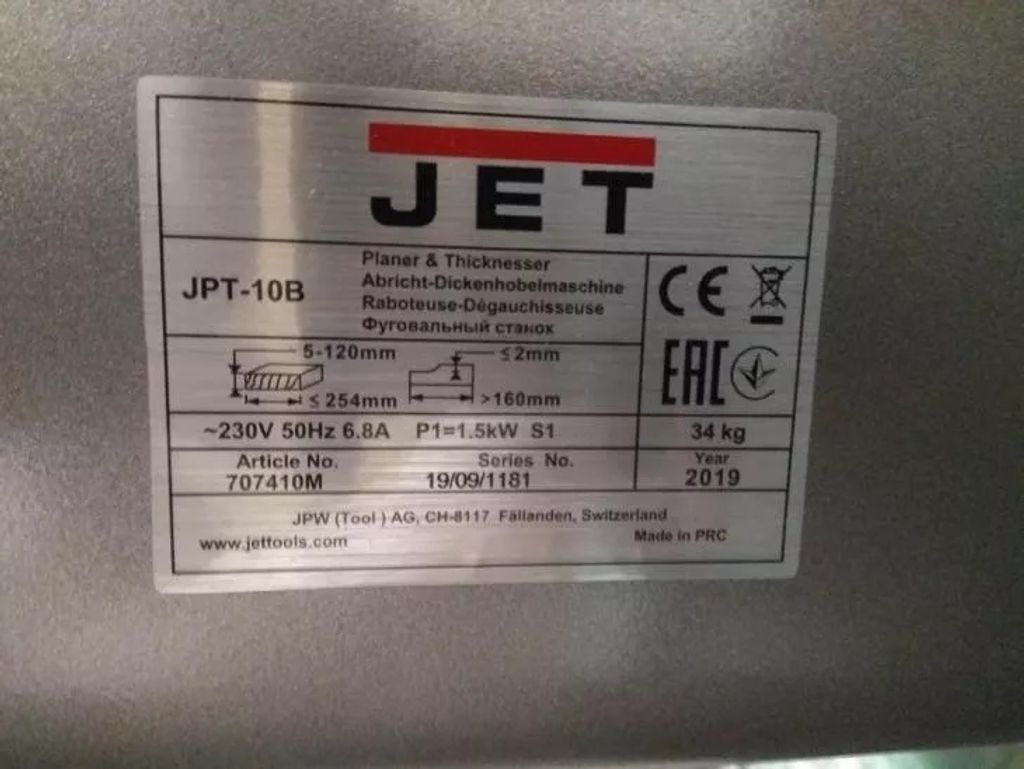 JET
JPT-10B
Planer & Thicknesser
Abricht-Dickenhobelmaschine
Raboteuse-Dégauchisseuse
Фуговальный станок
CE
EAC
5-120mm
≤ 254mm
≤2mm
>160mm
~230V 50Hz 6.8A P1=1.5kW S1
34 kg
Article No.
707410M
Series No.
19/09/1181
Year
2019
JPW (Tool ) AG, CH-8117 Fällanden, Switzerland
www.jettools.com
Made in PRC